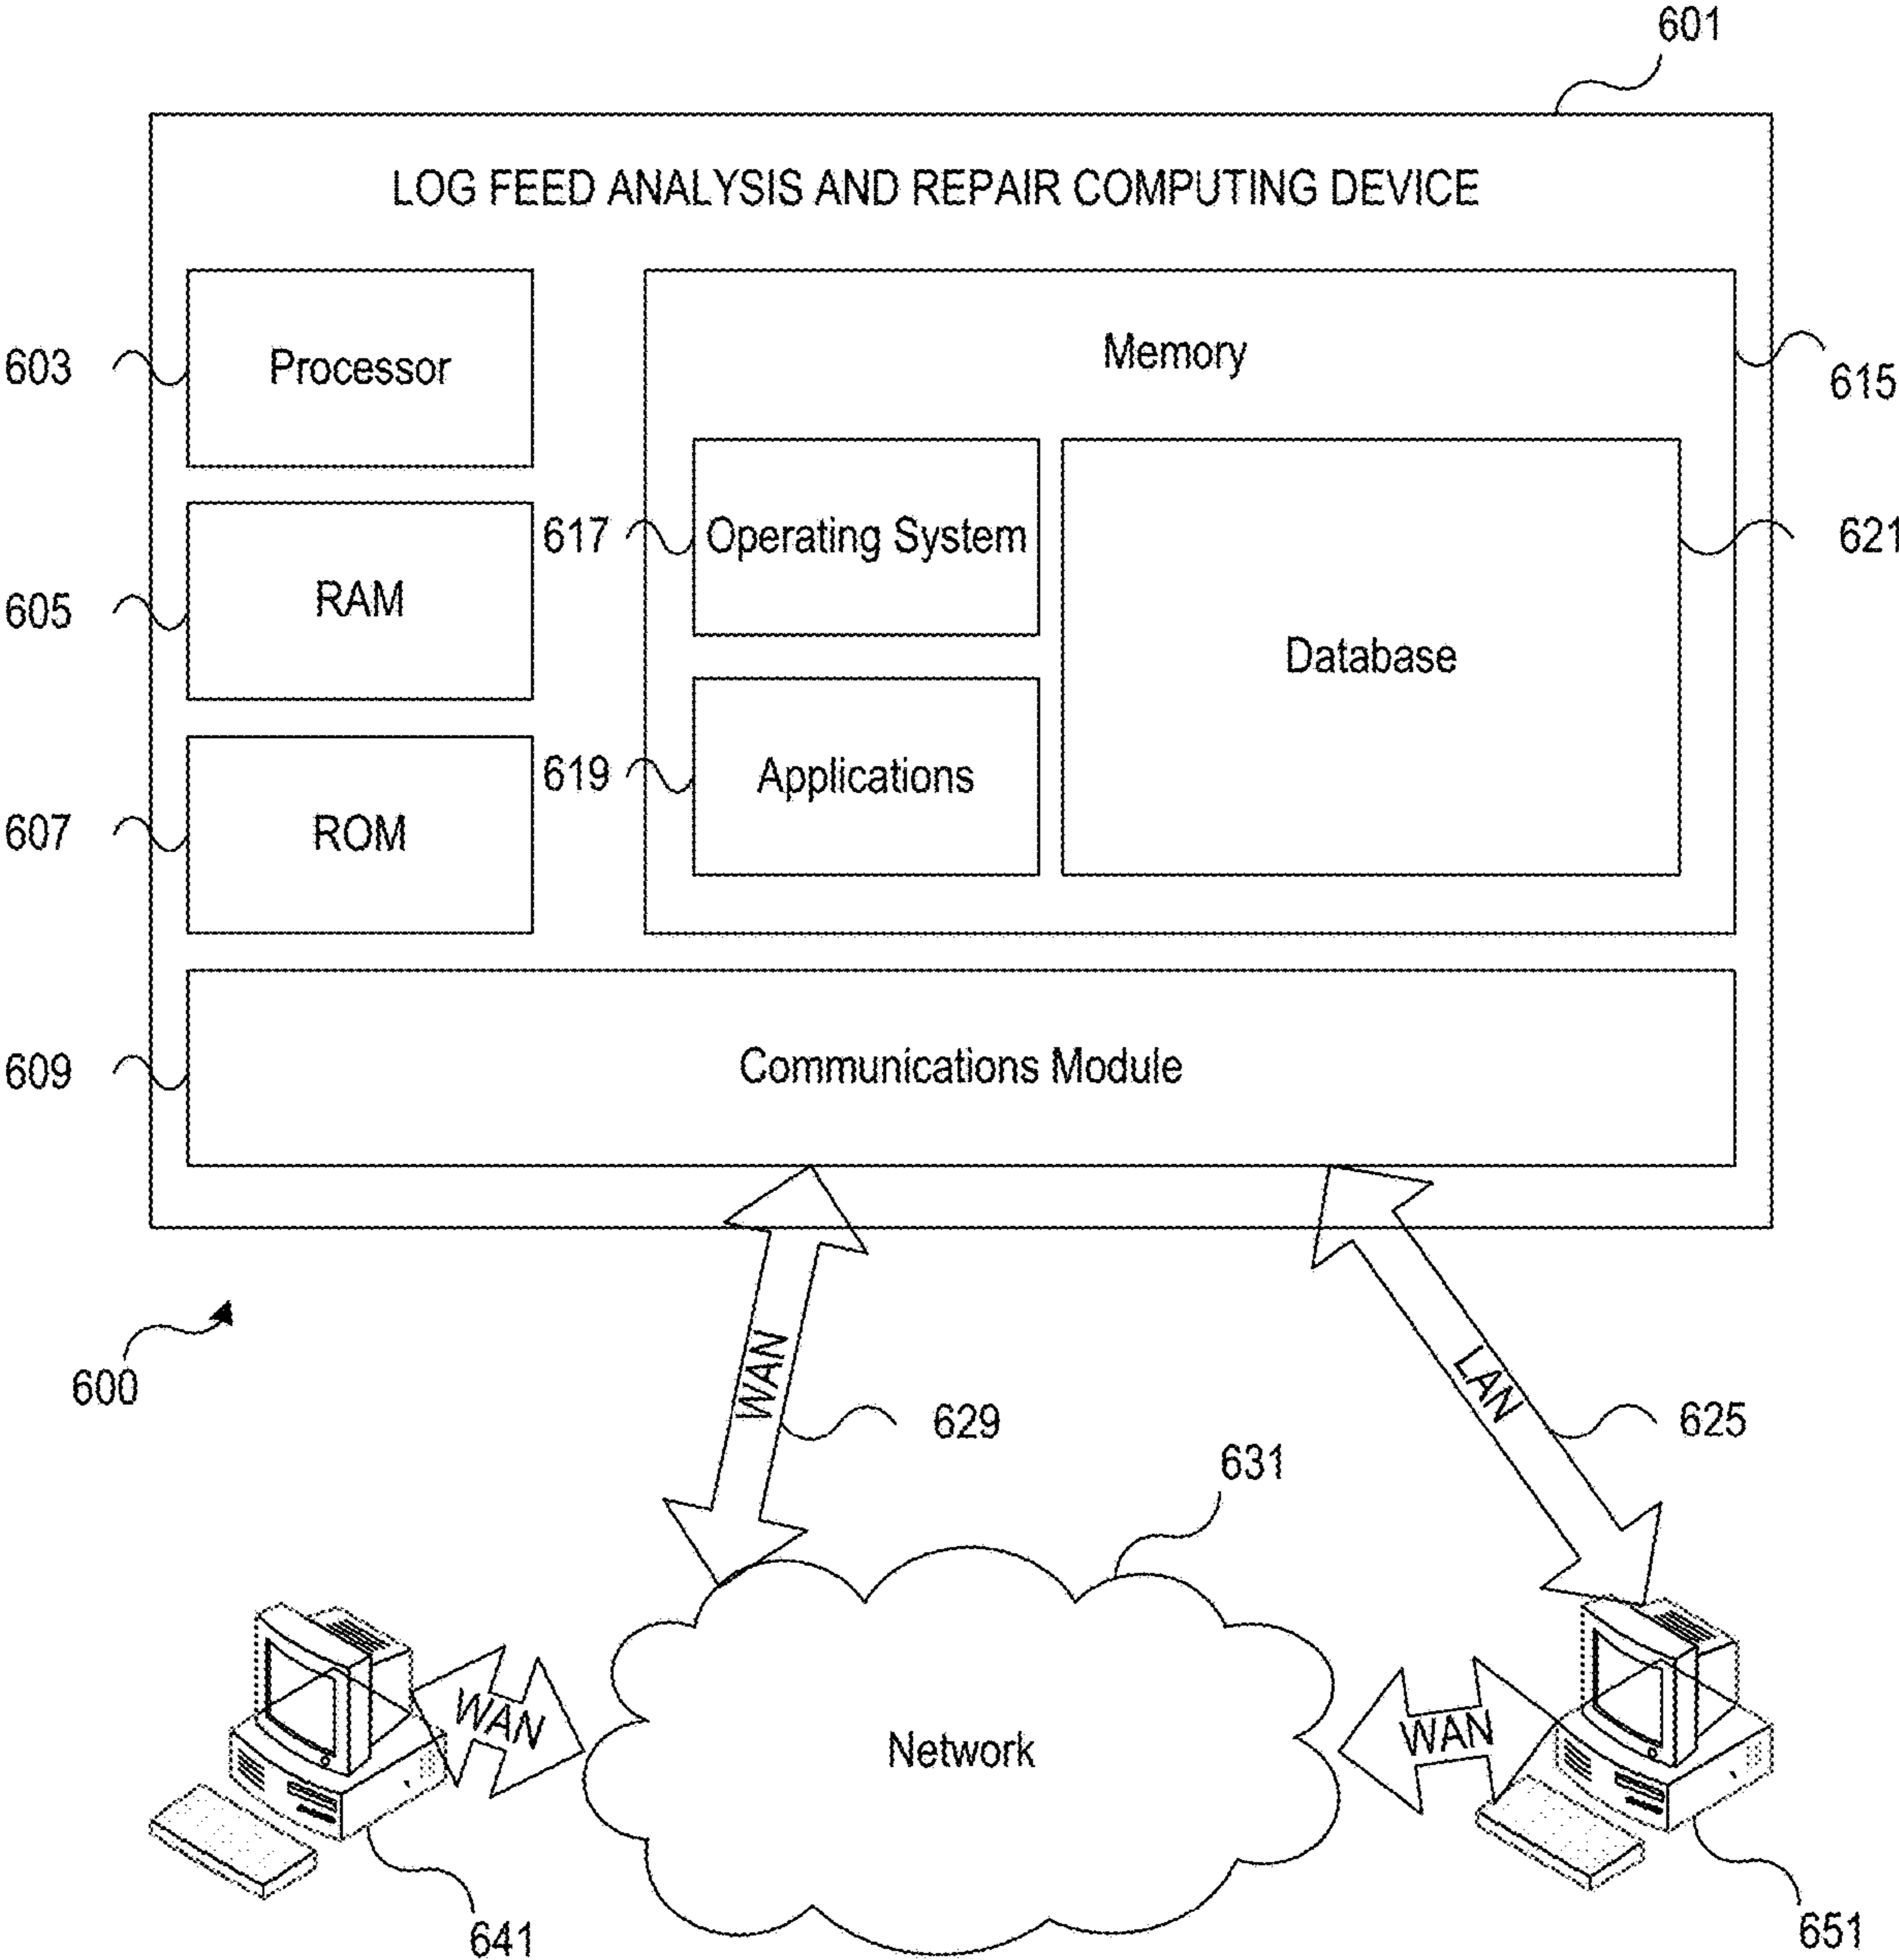 601
LOG FEED ANALYSIS AND REPAIR COMPUTING DEVICE
603
Processor
Memory
615
617
Operating System
621
605
RAM
Database
619
Applications
607
ROM
609
Communications Module
600
WAN
629
LAN
625
631
WAN
Network
WAN
641
651